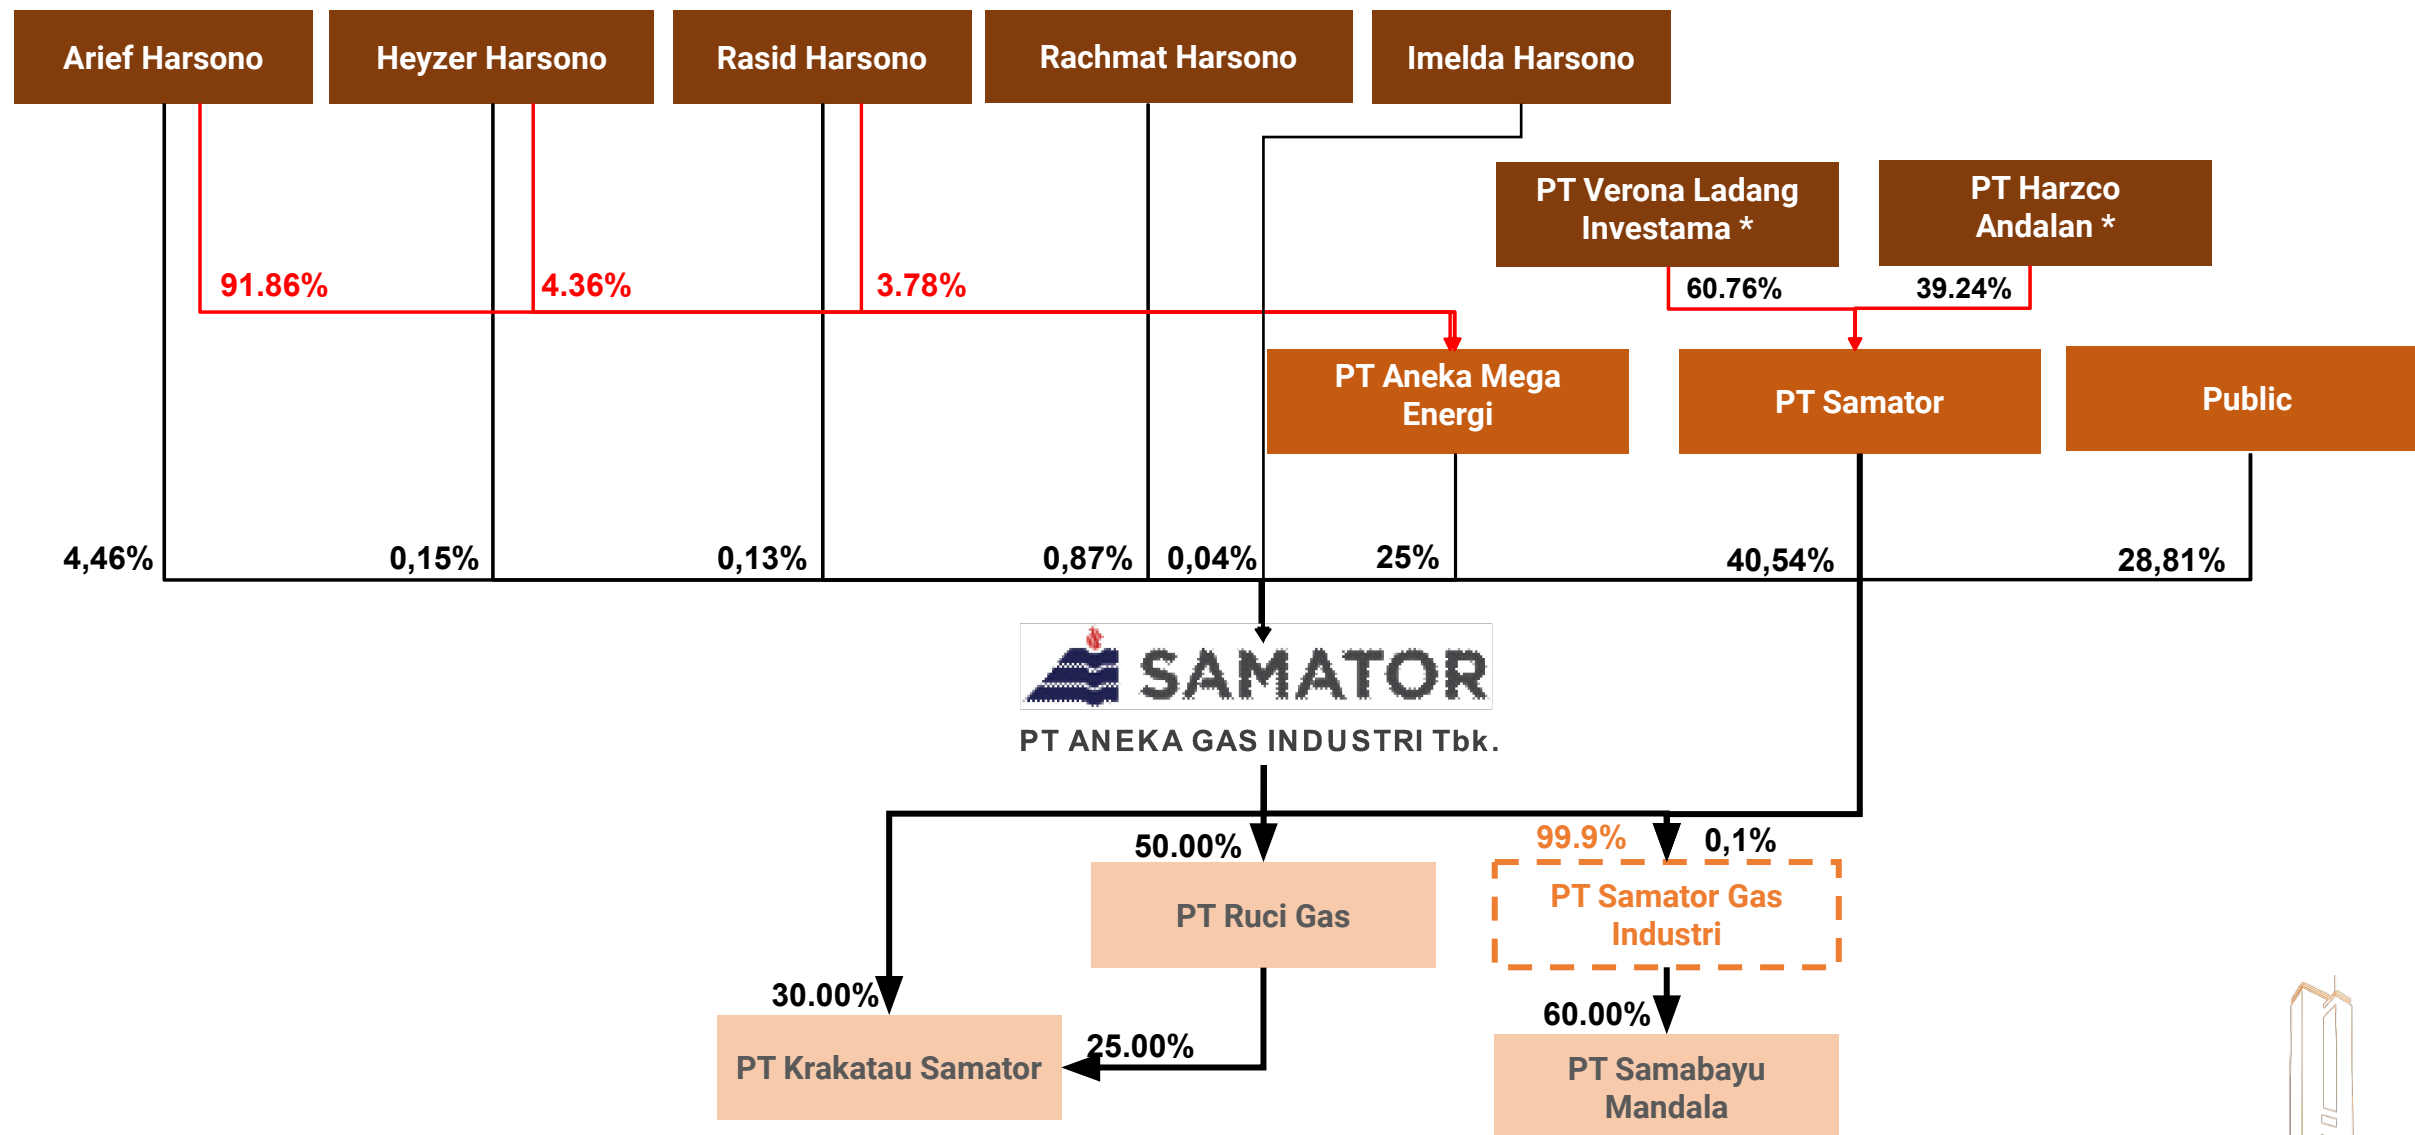 Arief Harsono
Heyzer Harsono
Rasid Harsono
Rachmat Harsono
Imelda Harsono
PT Verona Ladang
Investama *
PT Harzco
Andalan *
91.86%
4.36%
3.78%
60.76%
39.24%
PT Aneka Mega
Energi
PT Samator
Public
4,46%
0,15%
0,13%
0,87%
0,04%
25%
40,54%
28,81%
SAMATOR
PT ANEKA GAS INDUSTRI Tbk.
50.00%
99.9%
0,1%
PT Ruci Gas
PT Samator Gas
Industri
30.00%
60.00%
25.00%
PT Krakatau Samator
PT Samabayu
Mandala